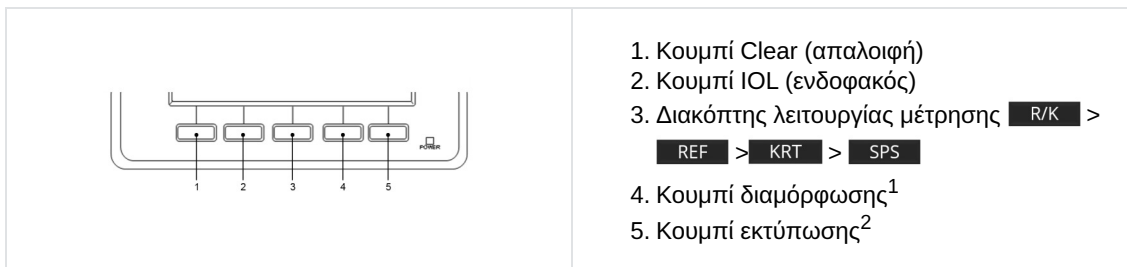 POWER
1 2 3 4 5
1. Κουμπί Clear (απαλοιφή)
2. Κουμπί IOL (ενδοφακός)
3. Διακόπτης λειτουργίας μέτρησης R/K >
REF > KRT > SPS
4. Κουμπί διαμόρφωσης1
5. Κουμπί εκτύπωσης2